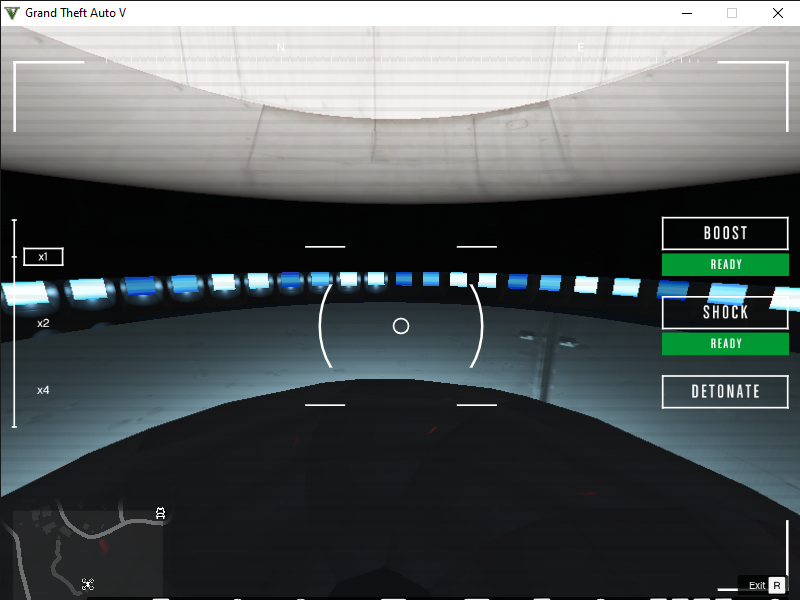 Grand Theft Auto V
N
E
BOOST
READY
x1
SHOCK
x2
READY
x4
DETONATE
Exit R